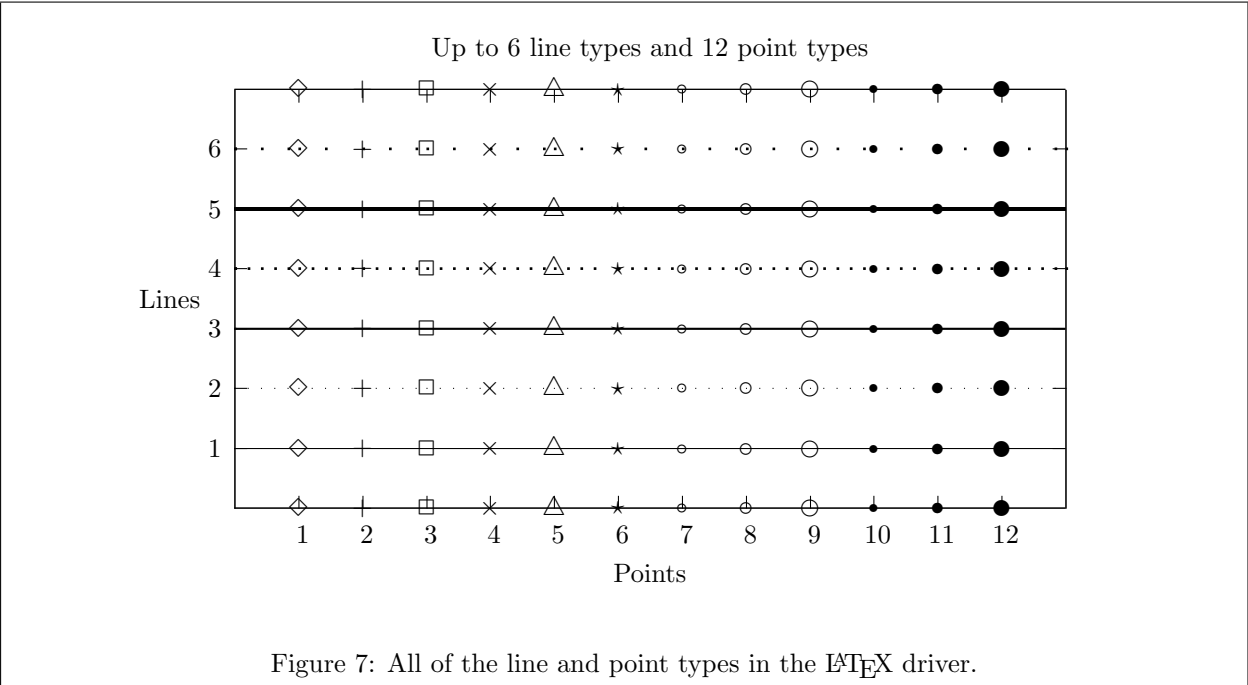 Up to 6 line types and 12 point types
6
5
4
Lines
3
2
1
1 2 3 4 5 6 7 8 9 10 11 12
Points
Figure 7: All of the line and point types in the LATEX driver.